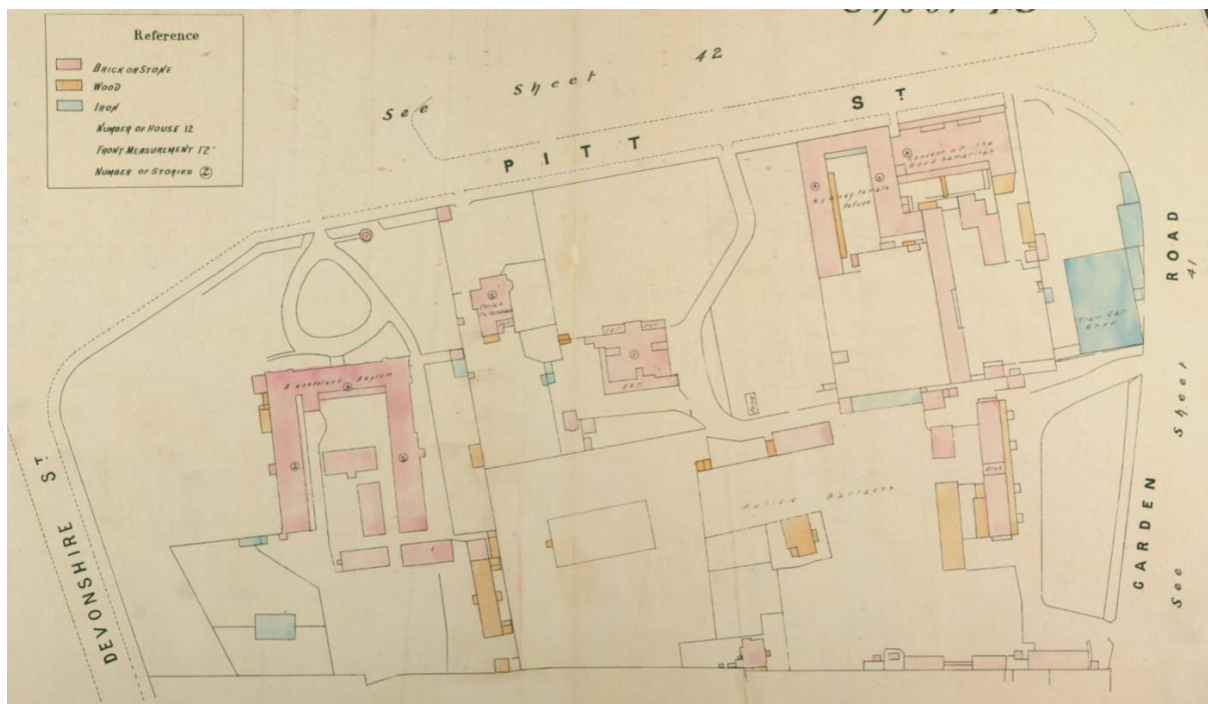 Reference
BRICK OR STONE
WOOD
IRON
NUMBER OF HOUSE 12
FRONT MEASUREMENT 12"
NUMBER OF STORIES 2
See Sheet 42
PITT ST
Convent of the
Good Samaritan
Sydney Female
Refuge
ROAD
See Sheet 41
Tram Car
Shed
Benevolent Asylum
DEVONSHIRE ST
Police Barracks
GARDEN